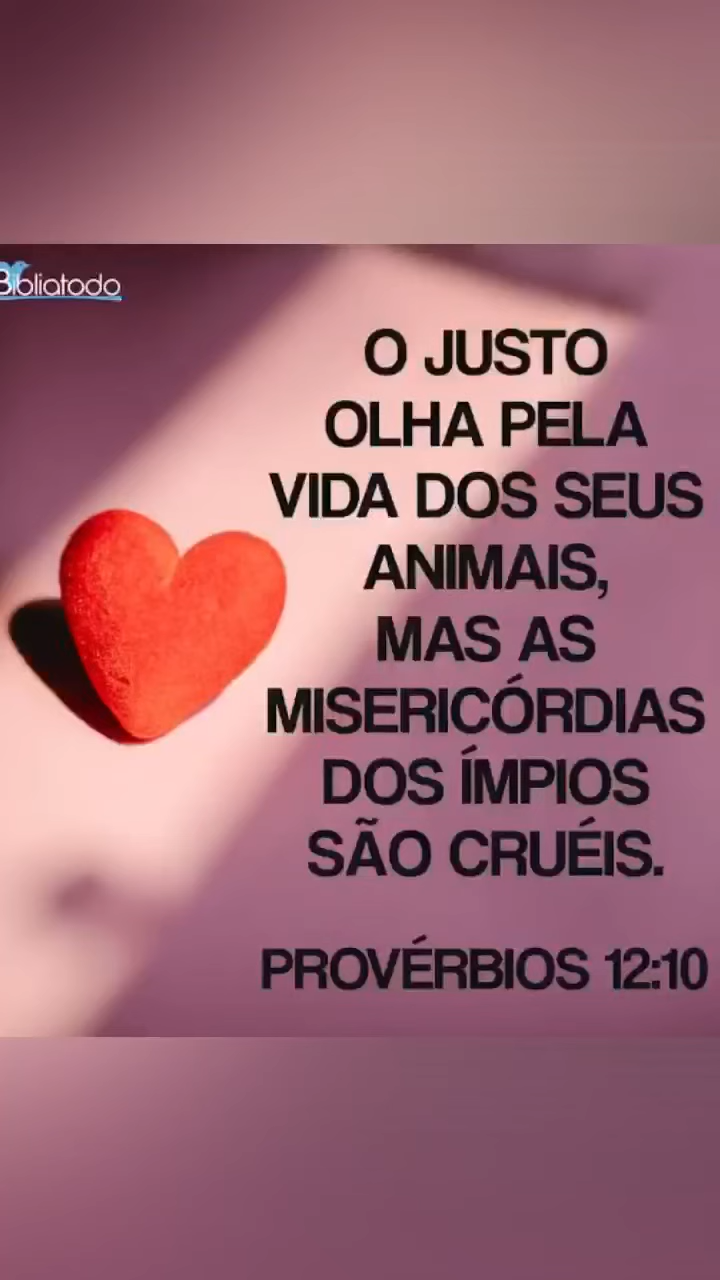 Bibliatodo
O JUSTO
OLHA PELA
VIDA DOS SEUS
ANIMAIS,
MAS AS
MISERICÓRDIAS
DOS ÍMPIOS
SÃO CRUÉIS.
PROVÉRBIOS 12:10